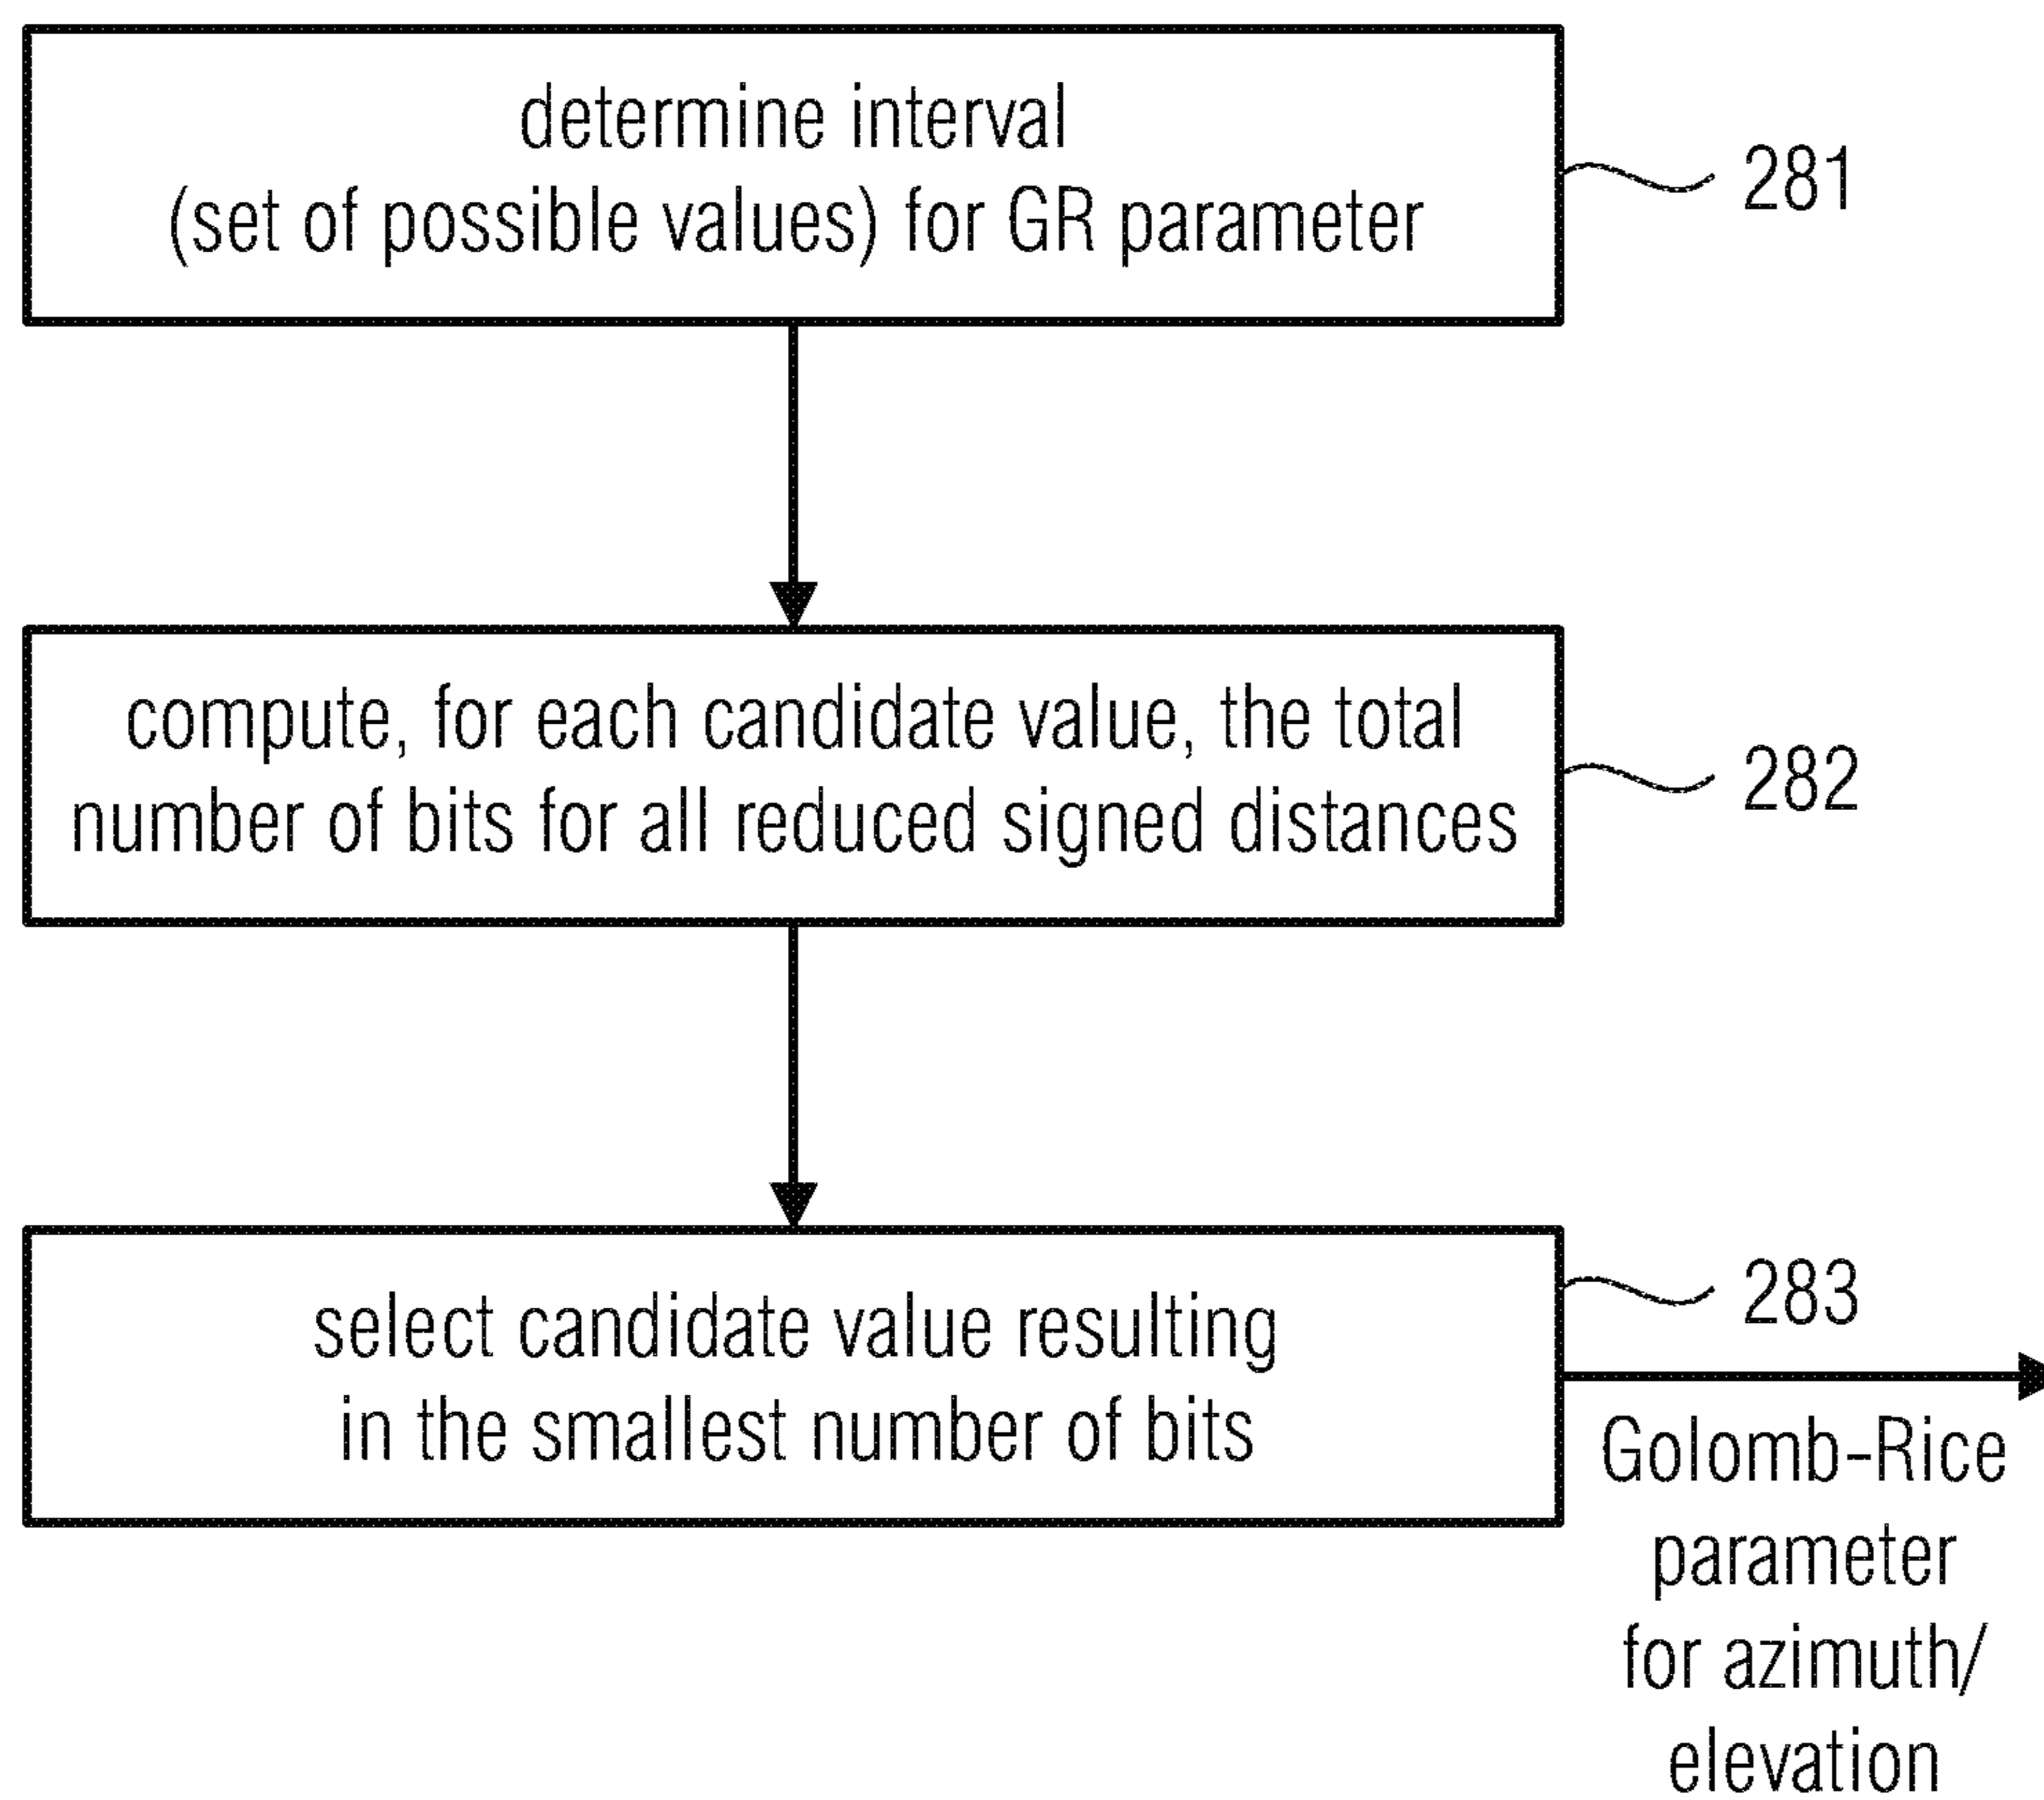 determine interval
(set of possible values) for GR parameter
281
compute, for each candidate value, the total
number of bits for all reduced signed distances
282
select candidate value resulting
in the smallest number of bits
283
Golomb-Rice
parameter
for azimuth/
elevation